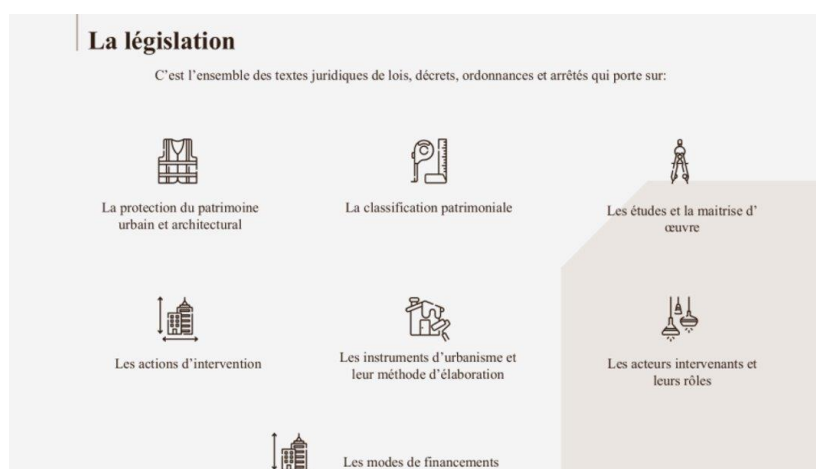 La législation
C’est l’ensemble des textes juridiques de lois, décrets, ordonnances et arrêtés qui porte sur:
La protection du patrimoine
urbain et architectural
La classification patrimoniale
Les études et la maitrise d’
œuvre
Les actions d’intervention
Les instruments d’urbanisme et
leur méthode d’élaboration
Les acteurs intervenants et
leurs rôles
Les modes de financements